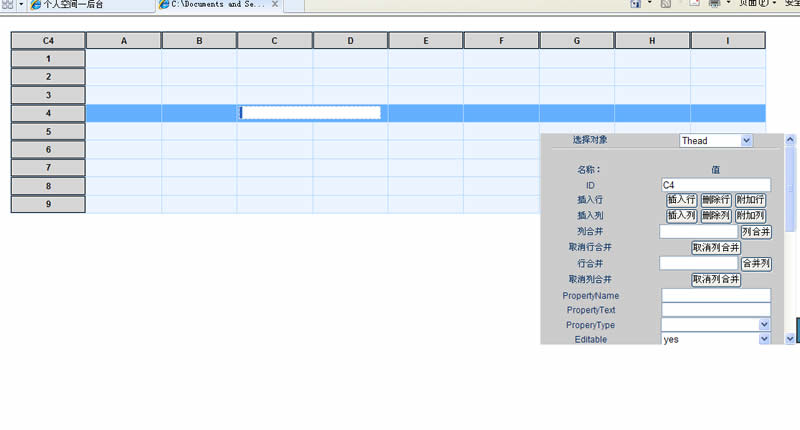 个人空间—后台
C:\Documents and Se...
页面(P)
安全
C4 A B C D E F G H I
1
2
3
4
5
6
7
8
9
选择对象 Thead
名称： 值
ID C4
插入行 插入行 删除行 附加行
插入列 插入列 删除列 附加列
列合并 列合并
取消行合并 取消列合并
行合并 合并列
取消列合并 取消列合并
PropertyName
PropertyText
ProperyType
Editable yes